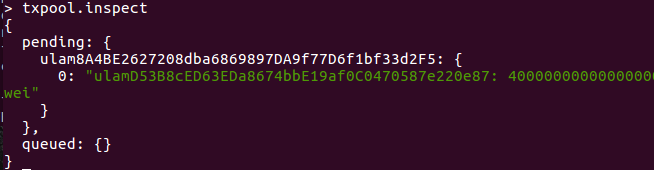 > txpool.inspect
{
  pending: {
    ulam8A4BE2627208dba6869897DA9f77D6f1bf33d2F5: {
      0: "ulamD53B8cED63EDa8674bbE19af0C0470587e220e87: 40000000000000000
wei"
    }
  },
  queued: {}
}